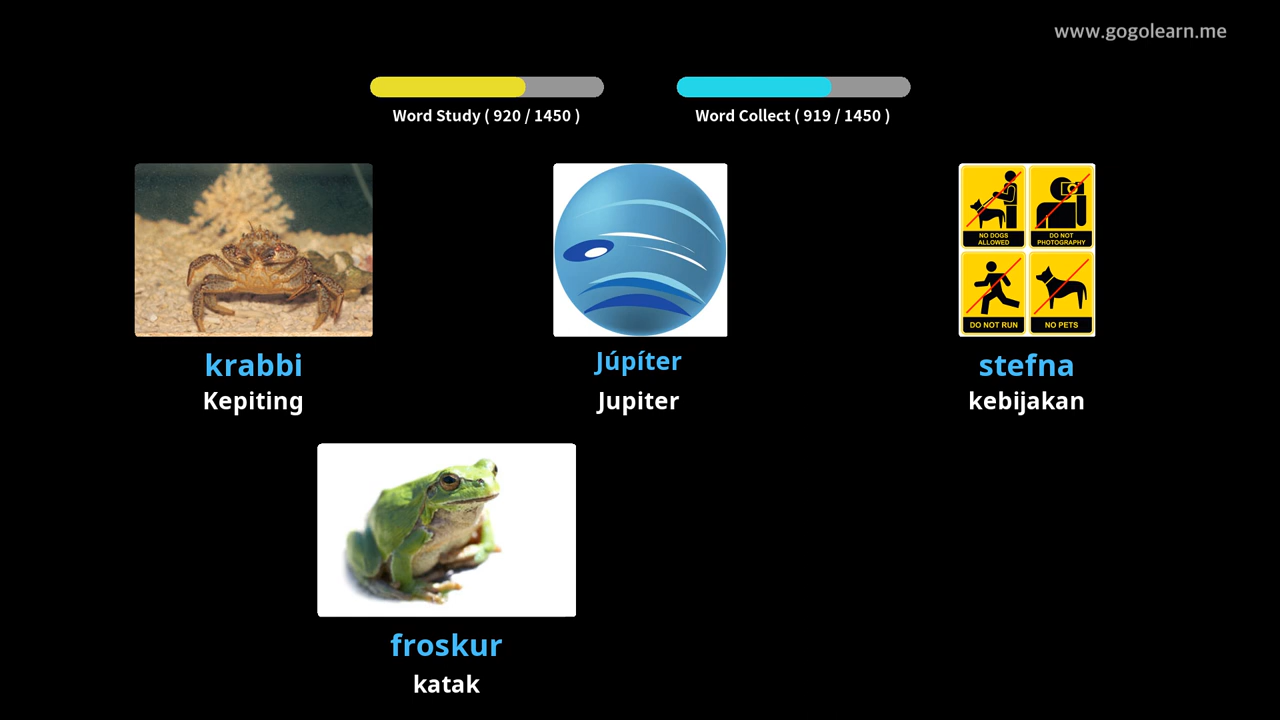 www.gogolearn.me
Word Study ( 920 / 1450 )
Word Collect ( 919 / 1450 )
NO DOGS
ALLOWED
DO NOT
PHOTOGRAPHY
DO NOT RUN
NO PETS
krabbi
Kepiting
Júpíter
Jupiter
stefna
kebijakan
froskur
katak